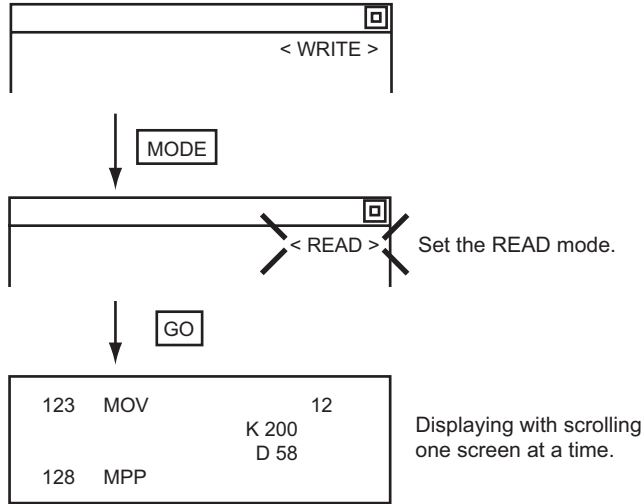 < WRITE >
MODE
< READ >
Set the READ mode.
GO
123 MOV 12
K 200
D 58
128 MPP
Displaying with scrolling
one screen at a time.